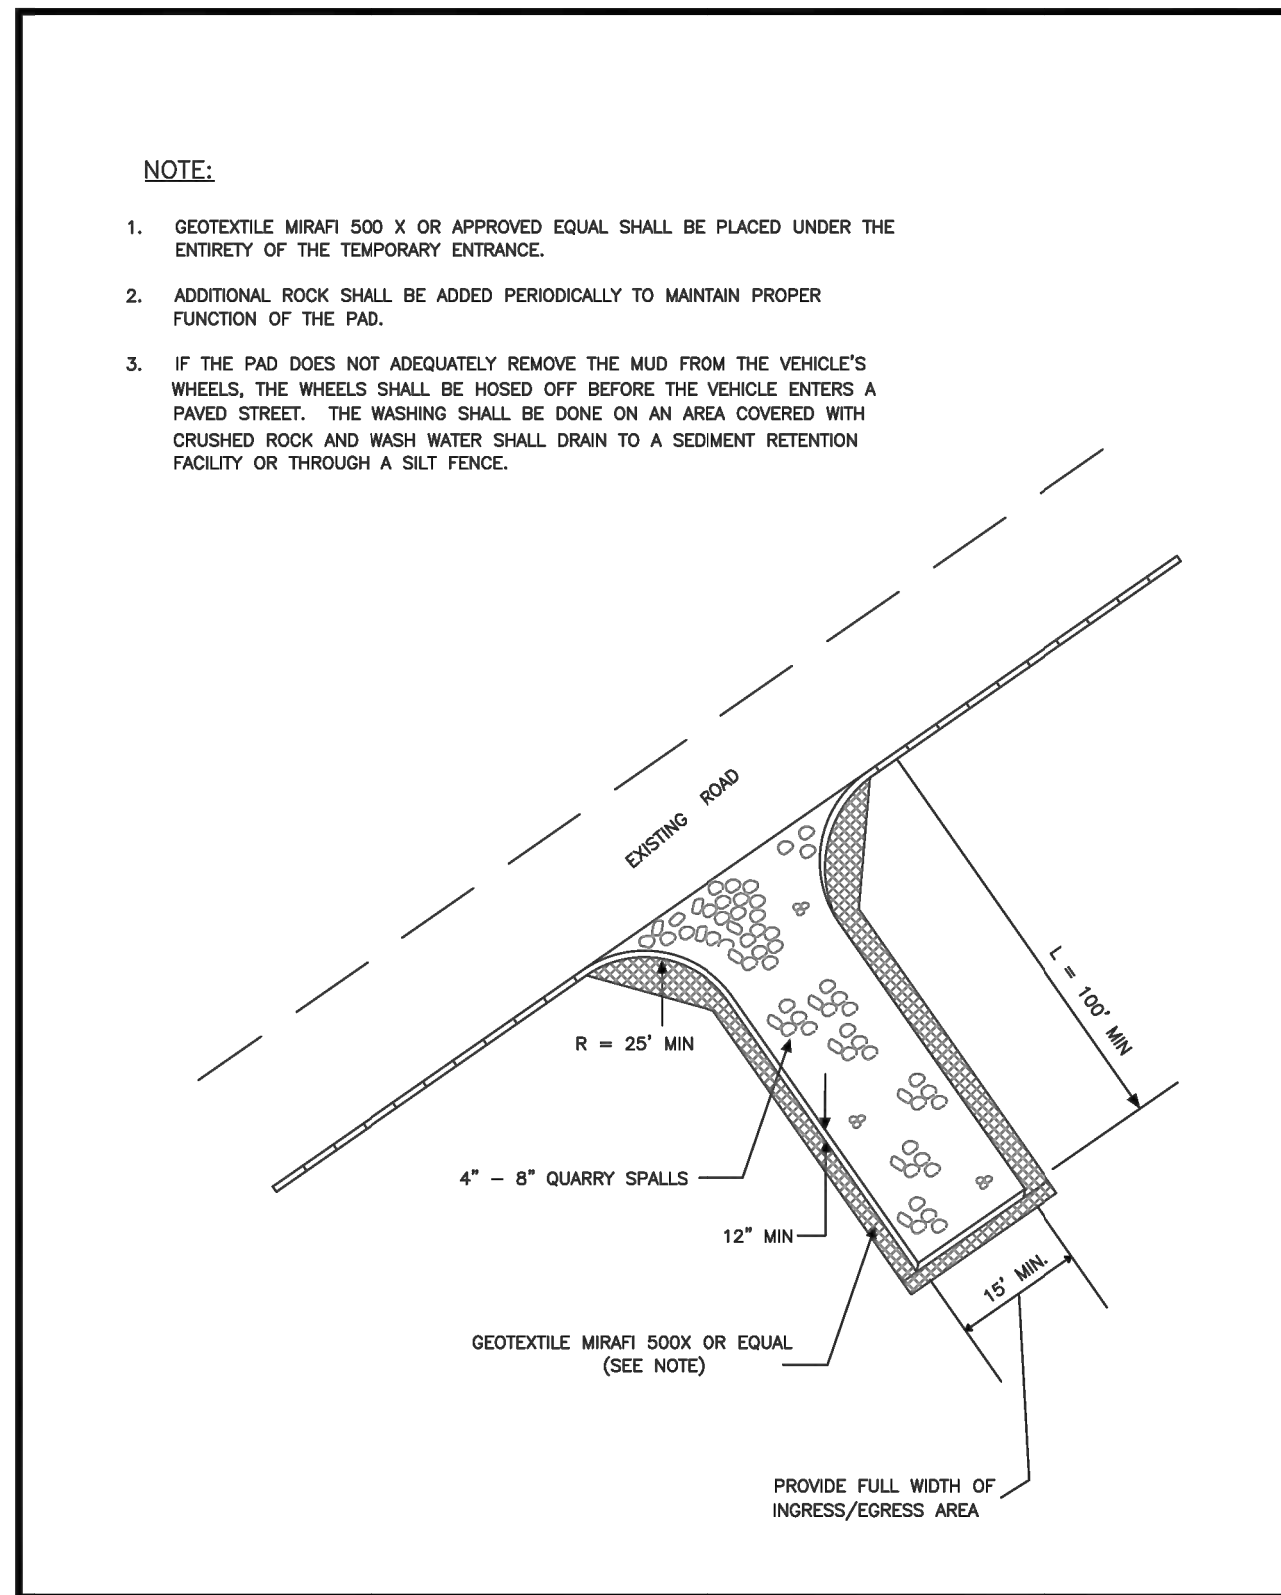 NOTE:
1. GEOTEXTILE MIRAFI 500 X OR APPROVED EQUAL SHALL BE PLACED UNDER THE
ENTIRETY OF THE TEMPORARY ENTRANCE.
2. ADDITIONAL ROCK SHALL BE ADDED PERIODICALLY TO MAINTAIN PROPER
FUNCTION OF THE PAD.
3. IF THE PAD DOES NOT ADEQUATELY REMOVE THE MUD FROM THE VEHICLE'S
WHEELS, THE WHEELS SHALL BE HOSED OFF BEFORE THE VEHICLE ENTERS A
PAVED STREET. THE WASHING SHALL BE DONE ON AN AREA COVERED WITH
CRUSHED ROCK AND WASH WATER SHALL DRAIN TO A SEDIMENT RETENTION
FACILITY OR THROUGH A SILT FENCE.
EXISTING ROAD
L = 100' MIN
R = 25' MIN
4" - 8" QUARRY SPALLS
12" MIN
15' MIN.
GEOTEXTILE MIRAFI 500X OR EQUAL
(SEE NOTE)
PROVIDE FULL WIDTH OF
INGRESS/EGRESS AREA